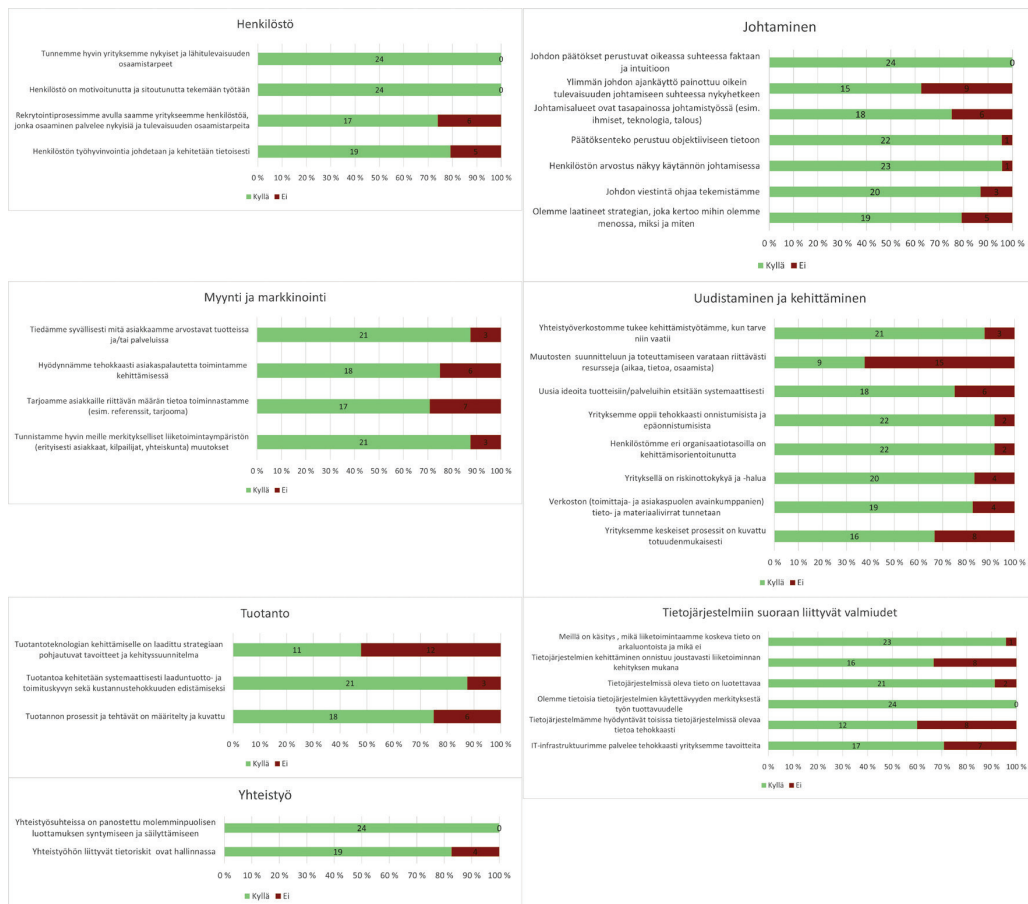 Henkilöstö
Tunnemme hyvin yrityksemme nykyiset ja lähitulevaisuuden
osaamistarpeet
24
0
Henkilöstö on motivoitunutta ja sitoutunutta tekemään työtään
24
0
Rekrytointiprosessimme avulla saamme yritykseemme henkilöstöä,
jonka osaaminen palvelee nykyisiä ja tulevaisuuden osaamistarpeita
17
6
Henkilöstön työhyvinvointia johdetaan ja kehitetään tietoisesti
19
5
0 % 10 % 20 % 30 % 40 % 50 % 60 % 70 % 80 % 90 % 100 %
Kyllä Ei
Johtaminen
Johdon päätökset perustuvat oikeassa suhteessa faktaan
ja intuitioon
24
0
Ylimmän johdon ajankäyttö painottuu oikein
tulevaisuuden johtamiseen suhteessa nykyhetkeen
15
9
Johtamisalueet ovat tasapainossa johtamistyössä (esim.
ihmiset, teknologia, talous)
18
6
Päätöksenteko perustuu objektiiviseen tietoon
22
1
Henkilöstön arvostus näkyy käytännön johtamisessa
23
1
Johdon viestintä ohjaa tekemistämme
20
3
Olemme laatineet strategian, joka kertoo mihin olemme
menossa, miksi ja miten
19
5
0 % 10 % 20 % 30 % 40 % 50 % 60 % 70 % 80 % 90 % 100 %
Kyllä Ei
Myynti ja markkinointi
Tiedämme syvällisesti mitä asiakkaamme arvostavat tuotteissa
ja/tai palveluissa
21
3
Hyödynnämme tehokkaasti asiakaspalautetta toimintamme
kehittämisessä
18
6
Tarjoamme asiakkaille riittävän määrän tietoa toiminnastamme
(esim. referenssit, tarjooma)
17
7
Tunnistamme hyvin meille merkitykselliset liiketoimintaympäristön
(erityisesti asiakkaat, kilpailijat, yhteiskunta) muutokset
21
3
0 % 10 % 20 % 30 % 40 % 50 % 60 % 70 % 80 % 90 % 100 %
Kyllä Ei
Uudistaminen ja kehittäminen
Yhteistyöverkostomme tukee kehittämistyötämme, kun tarve
niin vaatii
21
3
Muutosten suunnitteluun ja toteuttamiseen varataan riittävästi
resursseja (aikaa, tietoa, osaamista)
9
15
Uusia ideoita tuotteisiin/palveluihin etsitään systemaattisesti
18
6
Yrityksemme oppii tehokkaasti onnistumisista ja
epäonnistumisista
22
2
Henkilöstömme eri organisaatiotasoilla on
kehittämisorientoitunutta
22
2
Yrityksellä on riskinottokykyä ja -halua
20
4
Verkoston (toimittaja- ja asiakaspuolen avainkumppanien)
tieto- ja materiaalivirrat tunnetaan
19
4
Yrityksemme keskeiset prosessit on kuvattu
totuudenmukaisesti
16
8
0 % 10 % 20 % 30 % 40 % 50 % 60 % 70 % 80 % 90 % 100 %
Kyllä Ei
Tuotanto
Tuotantoteknologian kehittämiselle on laadittu strategiaan
pohjautuvat tavoitteet ja kehityssuunnitelma
11
12
Tuotantoa kehitetään systemaattisesti laaduntuotto- ja
toimituskyvyn sekä kustannustehokkuuden edistämiseksi
21
3
Tuotannon prosessit ja tehtävät on määritelty ja kuvattu
18
6
0 % 10 % 20 % 30 % 40 % 50 % 60 % 70 % 80 % 90 % 100 %
Kyllä Ei
Tietojärjestelmiin suoraan liittyvät valmiudet
Meillä on käsitys , mikä liiketoimintaamme koskeva tieto on
arkaluontoista ja mikä ei
23
1
Tietojärjestelmien kehittäminen onnistuu joustavasti liiketoiminnan
kehityksen mukana
16
8
Tietojärjestelmissä oleva tieto on luotettavaa
21
2
Olemme tietoisia tietojärjestelmien käytettävyyden merkityksestä
työn tuottavuudelle
24
0
Tietojärjestelmämme hyödyntävät toisissa tietojärjestelmissä olevaa
tietoa tehokkaasti
12
8
IT-infrastruktuurimme palvelee tehokkaasti yrityksemme tavoitteita
17
7
0 % 10 % 20 % 30 % 40 % 50 % 60 % 70 % 80 % 90 % 100 %
Kyllä Ei
Yhteistyö
Yhteistyösuhteissa on panostettu molemminpuolisen
luottamuksen syntymiseen ja säilyttämiseen
24
0
Yhteistyöhön liittyvät tietoriskit ovat hallinnassa
19
4
0 % 10 % 20 % 30 % 40 % 50 % 60 % 70 % 80 % 90 % 100 %
Kyllä Ei